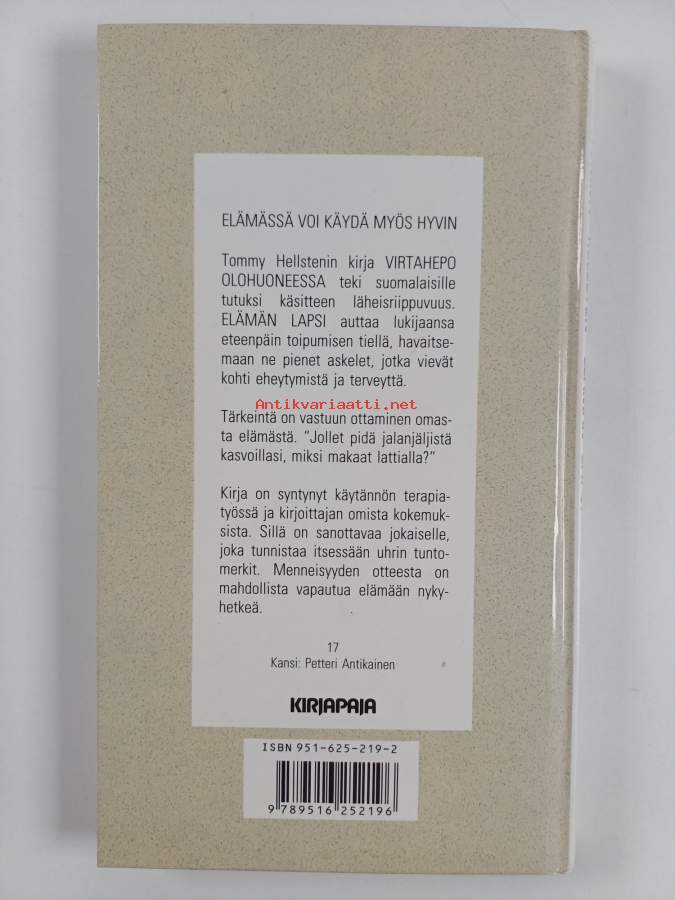 ELÄMÄSSÄ VOI KÄYDÄ MYÖS HYVIN
Tommy Hellstenin kirja VIRTAHEPO
OLOHUONEESSA teki suomalaisille
tutuksi käsitteen läheisriippuvuus.
ELÄMÄN LAPSI auttaa lukijaansa
eteenpäin toipumisen tiellä, havaitse-
maan ne pienet askelet, jotka vievät
kohti eheytymistä ja terveyttä.
Antikvariaatti.net
Tärkeintä on vastuun ottaminen omas-
ta elämästä. "Jollet pidä jalanjäljistä
kasvoillasi, miksi makaat lattialla?"
Kirja on syntynyt käytännön terapia-
työssä ja kirjoittajan omista kokemuk-
sista. Sillä on sanottavaa jokaiselle,
joka tunnistaa itsessään uhrin tunto-
merkit. Menneisyyden otteesta on
mahdollista vapautua elämään nyky-
hetkeä.
17
Kansi: Petteri Antikainen
KIRJAPAJA
ISBN 951-625-219-2
9 789516 252196